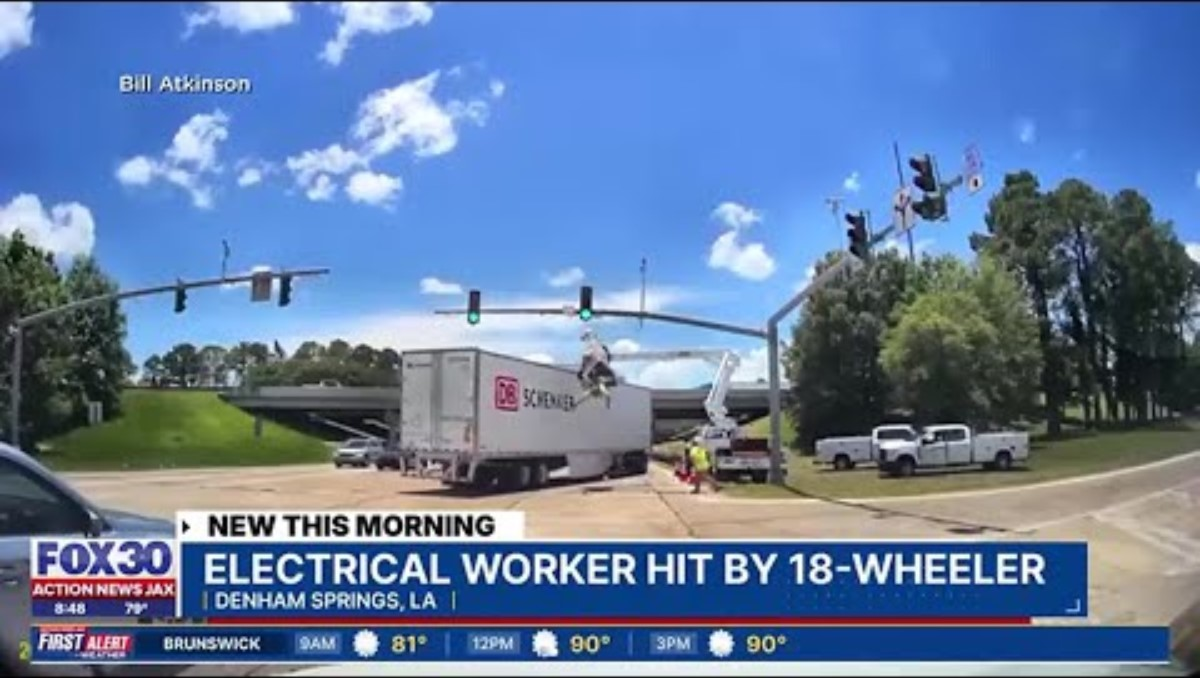 Bill Atkinson
DB SCHENKER
NEW THIS MORNING
FOX30
ACTION NEWS JAX
8:48 79°
ELECTRICAL WORKER HIT BY 18-WHEELER
DENHAM SPRINGS, LA
FIRST ALERT
WEATHER
BRUNSWICK 9AM 81° 12PM 90° 3PM 90°